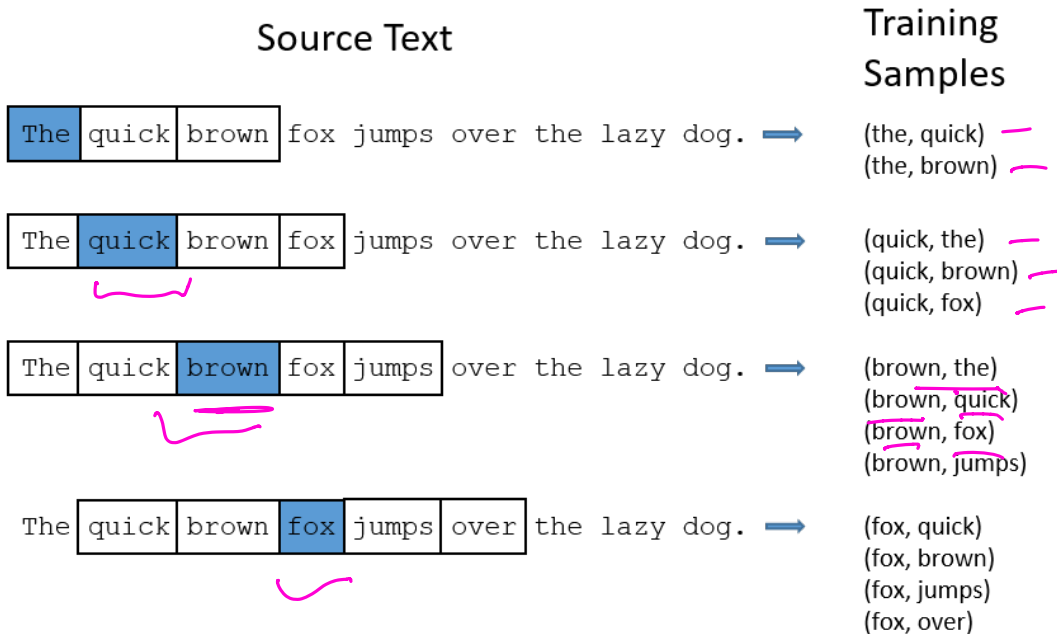 Source Text
Training
Samples
The quick brown fox jumps over the lazy dog.
(the, quick)
(the, brown)
The quick brown fox jumps over the lazy dog.
(quick, the)
(quick, brown)
(quick, fox)
The quick brown fox jumps over the lazy dog.
(brown, the)
(brown, quick)
(brown, fox)
(brown, jumps)
The quick brown fox jumps over the lazy dog.
(fox, quick)
(fox, brown)
(fox, jumps)
(fox, over)